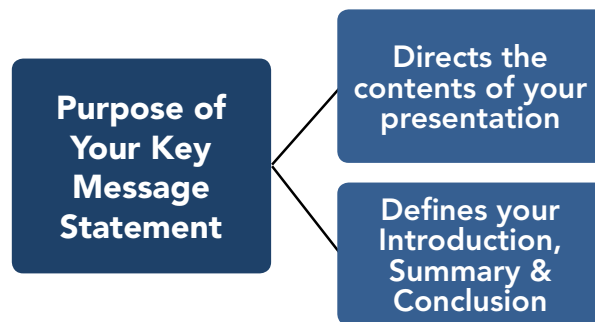 Purpose of
Your Key
Message
Statement
Directs the
contents of your
presentation
Defines your
Introduction,
Summary &
Conclusion